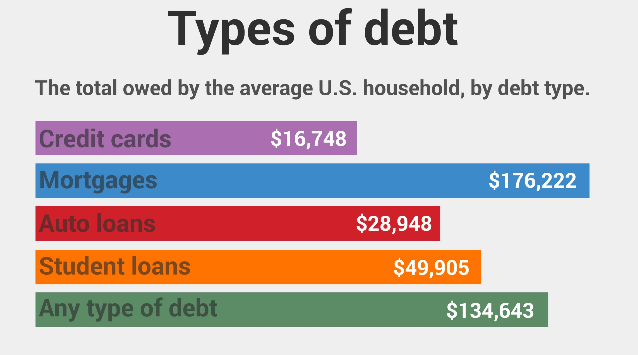 Types of debt
The total owed by the average U.S. household, by debt type.
Credit cards $16,748
Mortgages $176,222
Auto loans $28,948
Student loans $49,905
Any type of debt $134,643